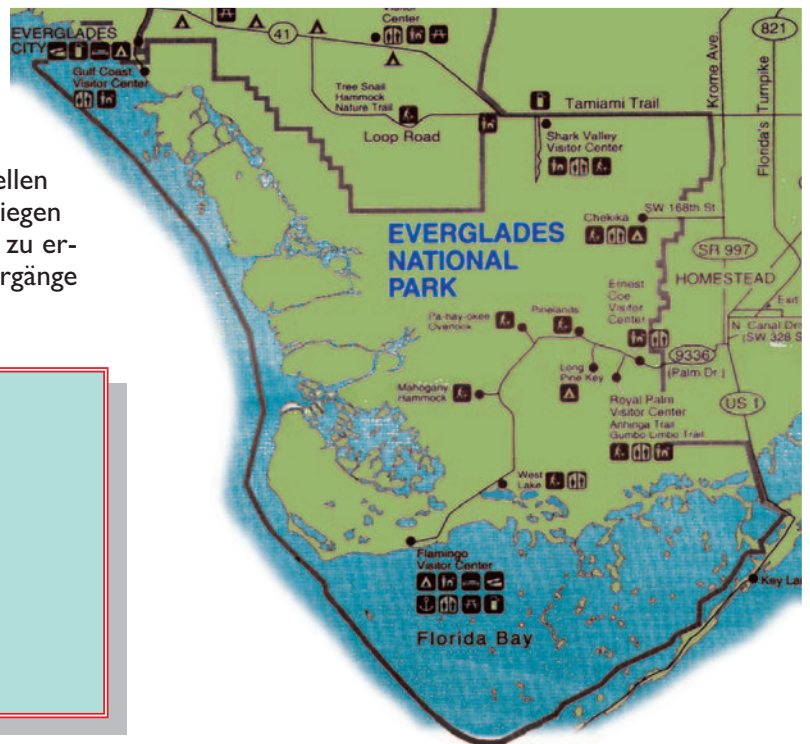 EVERGLADES
CITY
41
Visitor
Center
Gulf Coast
Visitor Center
Tree Snail
Hammock
Nature Trail
Loop Road
Tamiami Trail
Krome Ave.
821
Florida's Turnpike
Shark Valley
Visitor Center
ellen
iegen
zu er-
ergänge
SW 168th St
Chekika
EVERGLADES
NATIONAL
PARK
SR 997
HOMESTEAD
Ernest
Coe
Visitor
Center
Exit
N Canal Dr
(SW 328 S
Pa-hay-okee
Overlook
Pinelands
9336
(Palm Dr.)
Long
Pine Key
Mahogany
Hammock
Royal Palm
Visitor Center
Anhinga Trail
Gumbo Limbo Trail
US 1
West
Lake
Flamingo
Visitor Center
Key La
Florida Bay